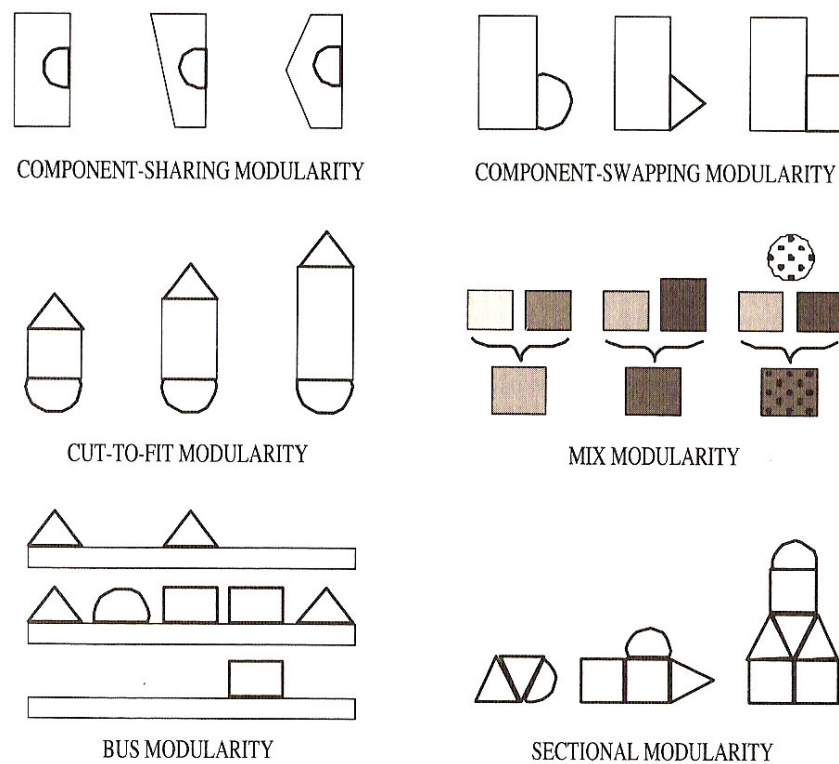 COMPONENT-SHARING MODULARITY
COMPONENT-SWAPPING MODULARITY
CUT-TO-FIT MODULARITY
MIX MODULARITY
BUS MODULARITY
SECTIONAL MODULARITY